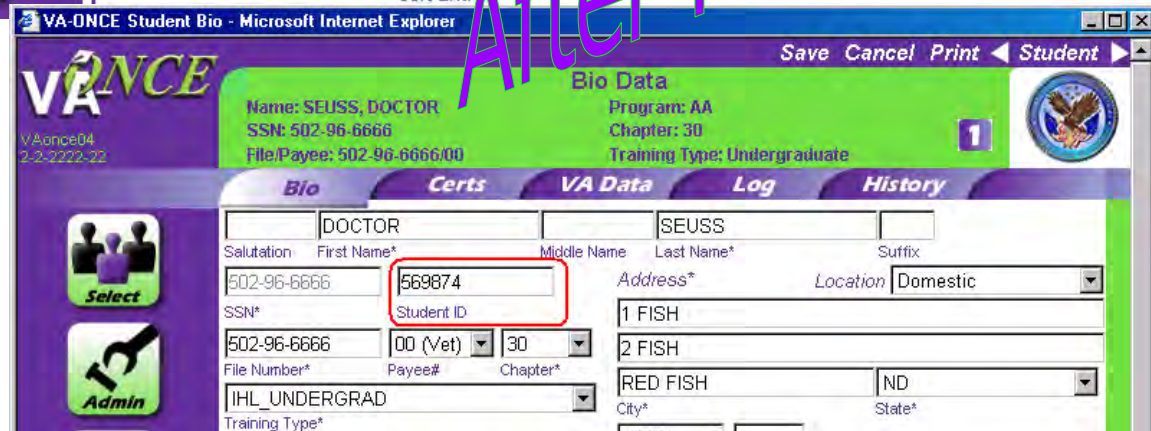 After
VA-ONCE Student Bio - Microsoft Internet Explorer
Save Cancel Print Student
VA ONCE
Bio Data
Name: SEUSS, DOCTOR Program: AA
SSN: 502-96-6666 Chapter: 30
File/Payee: 502-96-6666/00 Training Type: Undergraduate
1
VAonce04
2-2-2222-22
Bio Certs VA Data Log History
DOCTOR SEUSS
Salutation First Name* Middle Name Last Name* Suffix
502-96-6666 569874 Address* Location Domestic
SSN* Student ID 1 FISH
Select
502-96-6666 00 (Vet) 30 2 FISH
File Number* Payee# Chapter*
RED FISH ND
IHL_UNDERGRAD City* State*
Admin
Training Type*